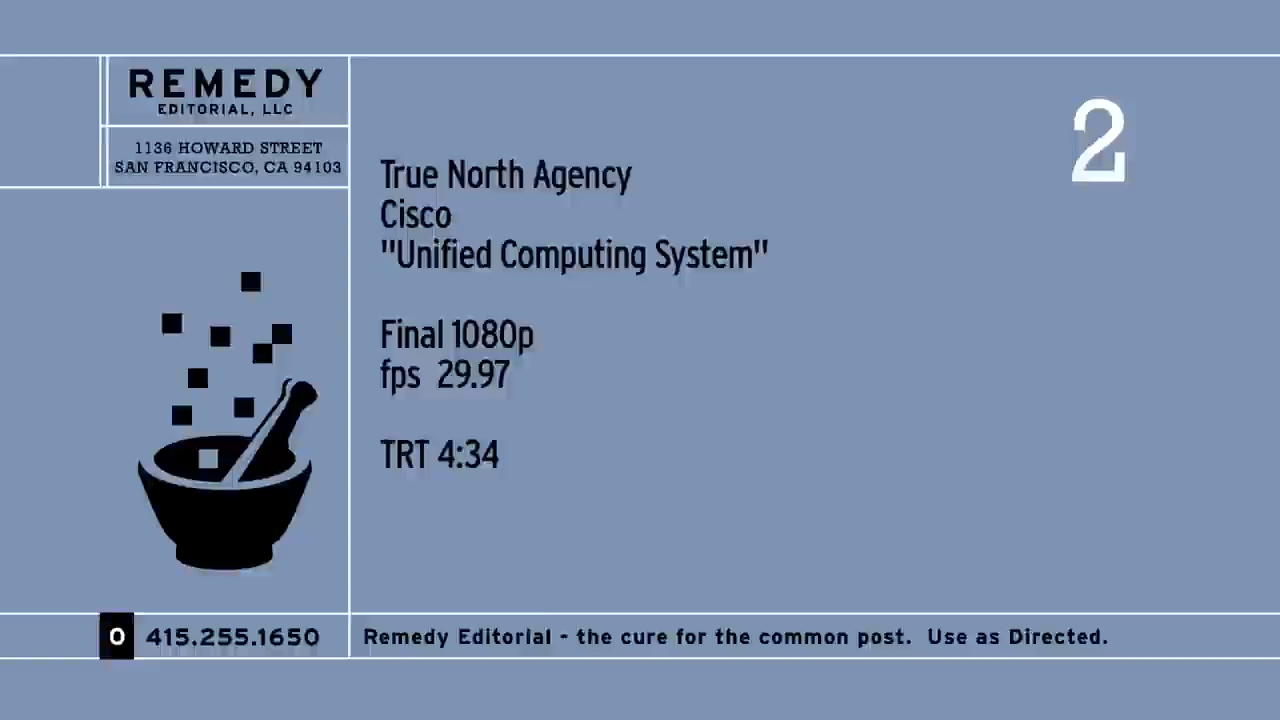 REMEDY
EDITORIAL, LLC
1136 HOWARD STREET
SAN FRANCISCO, CA 94103
2
True North Agency
Cisco
"Unified Computing System"
Final 1080p
fps  29.97
TRT 4:34
O 415.255.1650
Remedy Editorial - the cure for the common post.  Use as Directed.